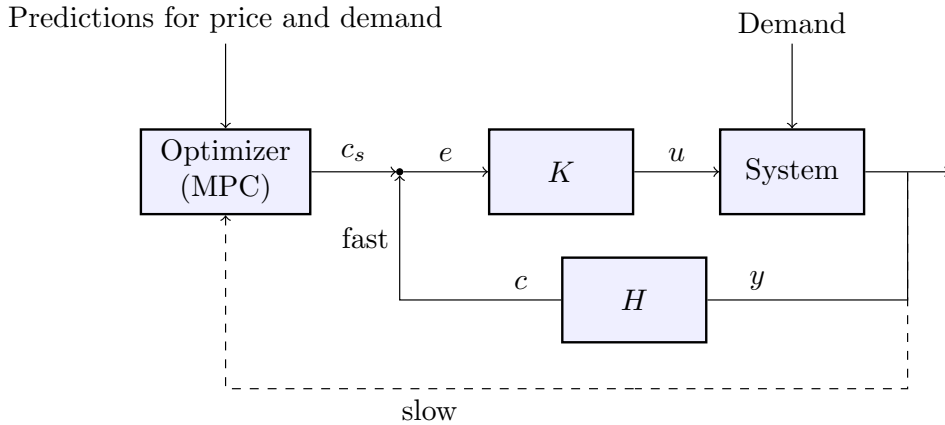 Predictions for price and demand
Demand
Optimizer
(MPC)
c_s
e
K
u
System
fast
c
H
y
slow